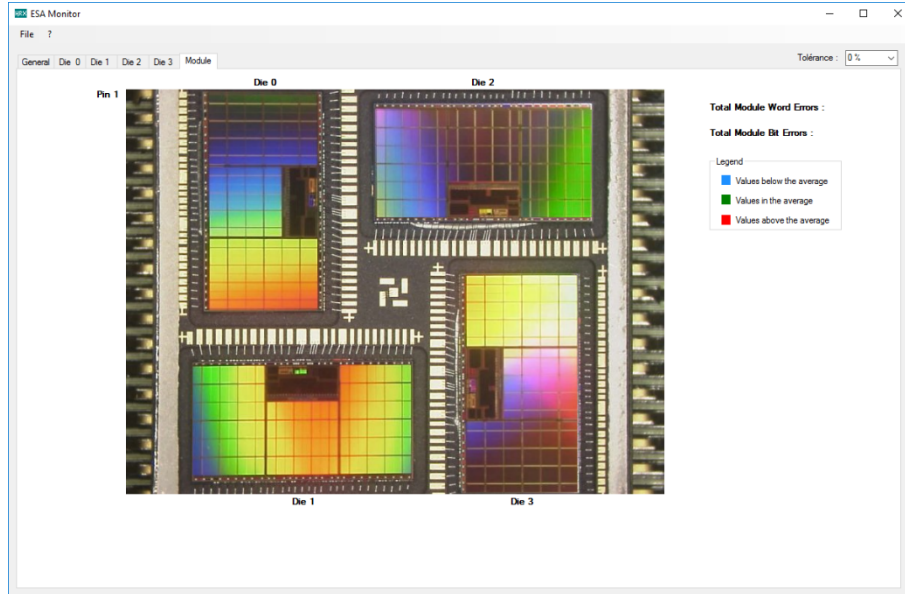 HRX ESA Monitor
File ?
General Die 0 Die 1 Die 2 Die 3 Module
Tolérance : 0 %
Die 0 Die 2
Pin 1
Total Module Word Errors :
Total Module Bit Errors :
Legend
Values below the average
Values in the average
Values above the average
Die 1 Die 3